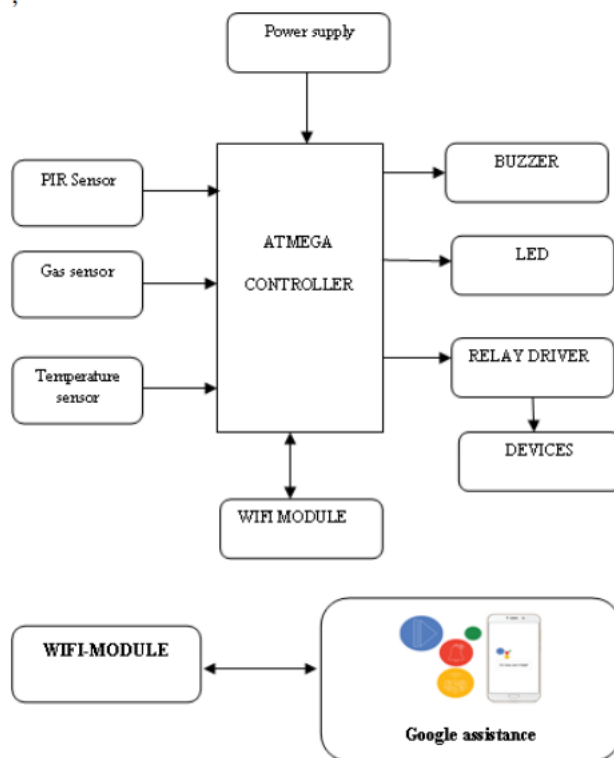 ;
Power supply
PIR Sensor
Gas sensor
Temperature
sensor
ATMEGA
CONTROLLER
BUZZER
LED
RELAY DRIVER
DEVICES
WIFI MODULE
WIFI-MODULE
Google assistance